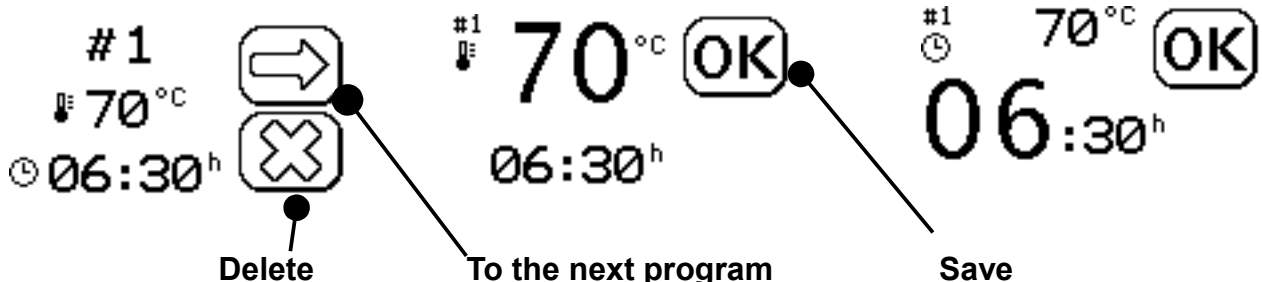 #1
70°C
06:30h
#1
70°C
OK
06:30h
#1
70°C
OK
06:30h
Delete
To the next program
Save